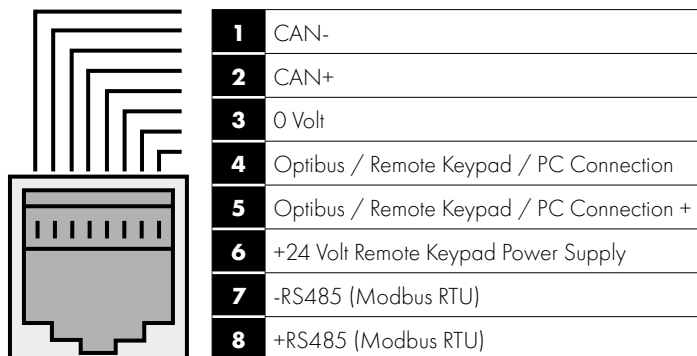 1 CAN-
2 CAN+
3 0 Volt
4 Optibus / Remote Keypad / PC Connection
5 Optibus / Remote Keypad / PC Connection +
6 +24 Volt Remote Keypad Power Supply
7 -RS485 (Modbus RTU)
8 +RS485 (Modbus RTU)